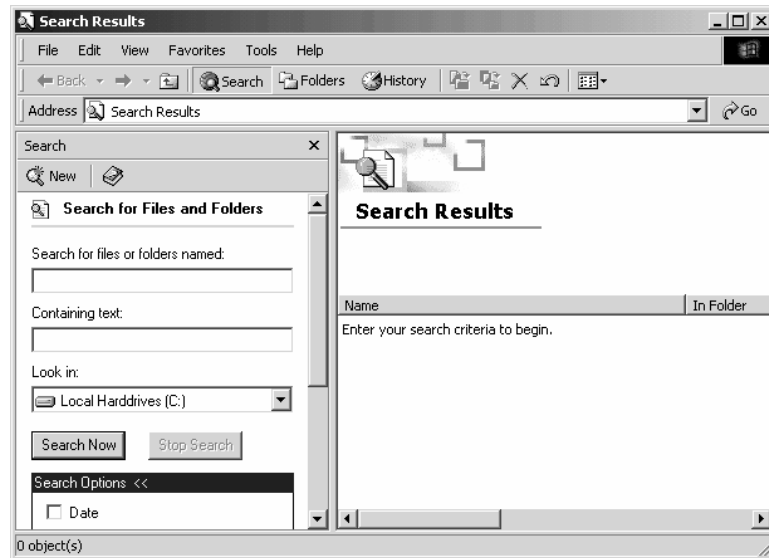 Search Results
File Edit View Favorites Tools Help
Back Search Folders History
Address Search Results Go
Search
New
Search for Files and Folders
Search for files or folders named:
Containing text:
Look in:
Local Harddrives (C:)
Search Now Stop Search
Search Options <<
Date
Search Results
Name In Folder
Enter your search criteria to begin.
0 object(s)